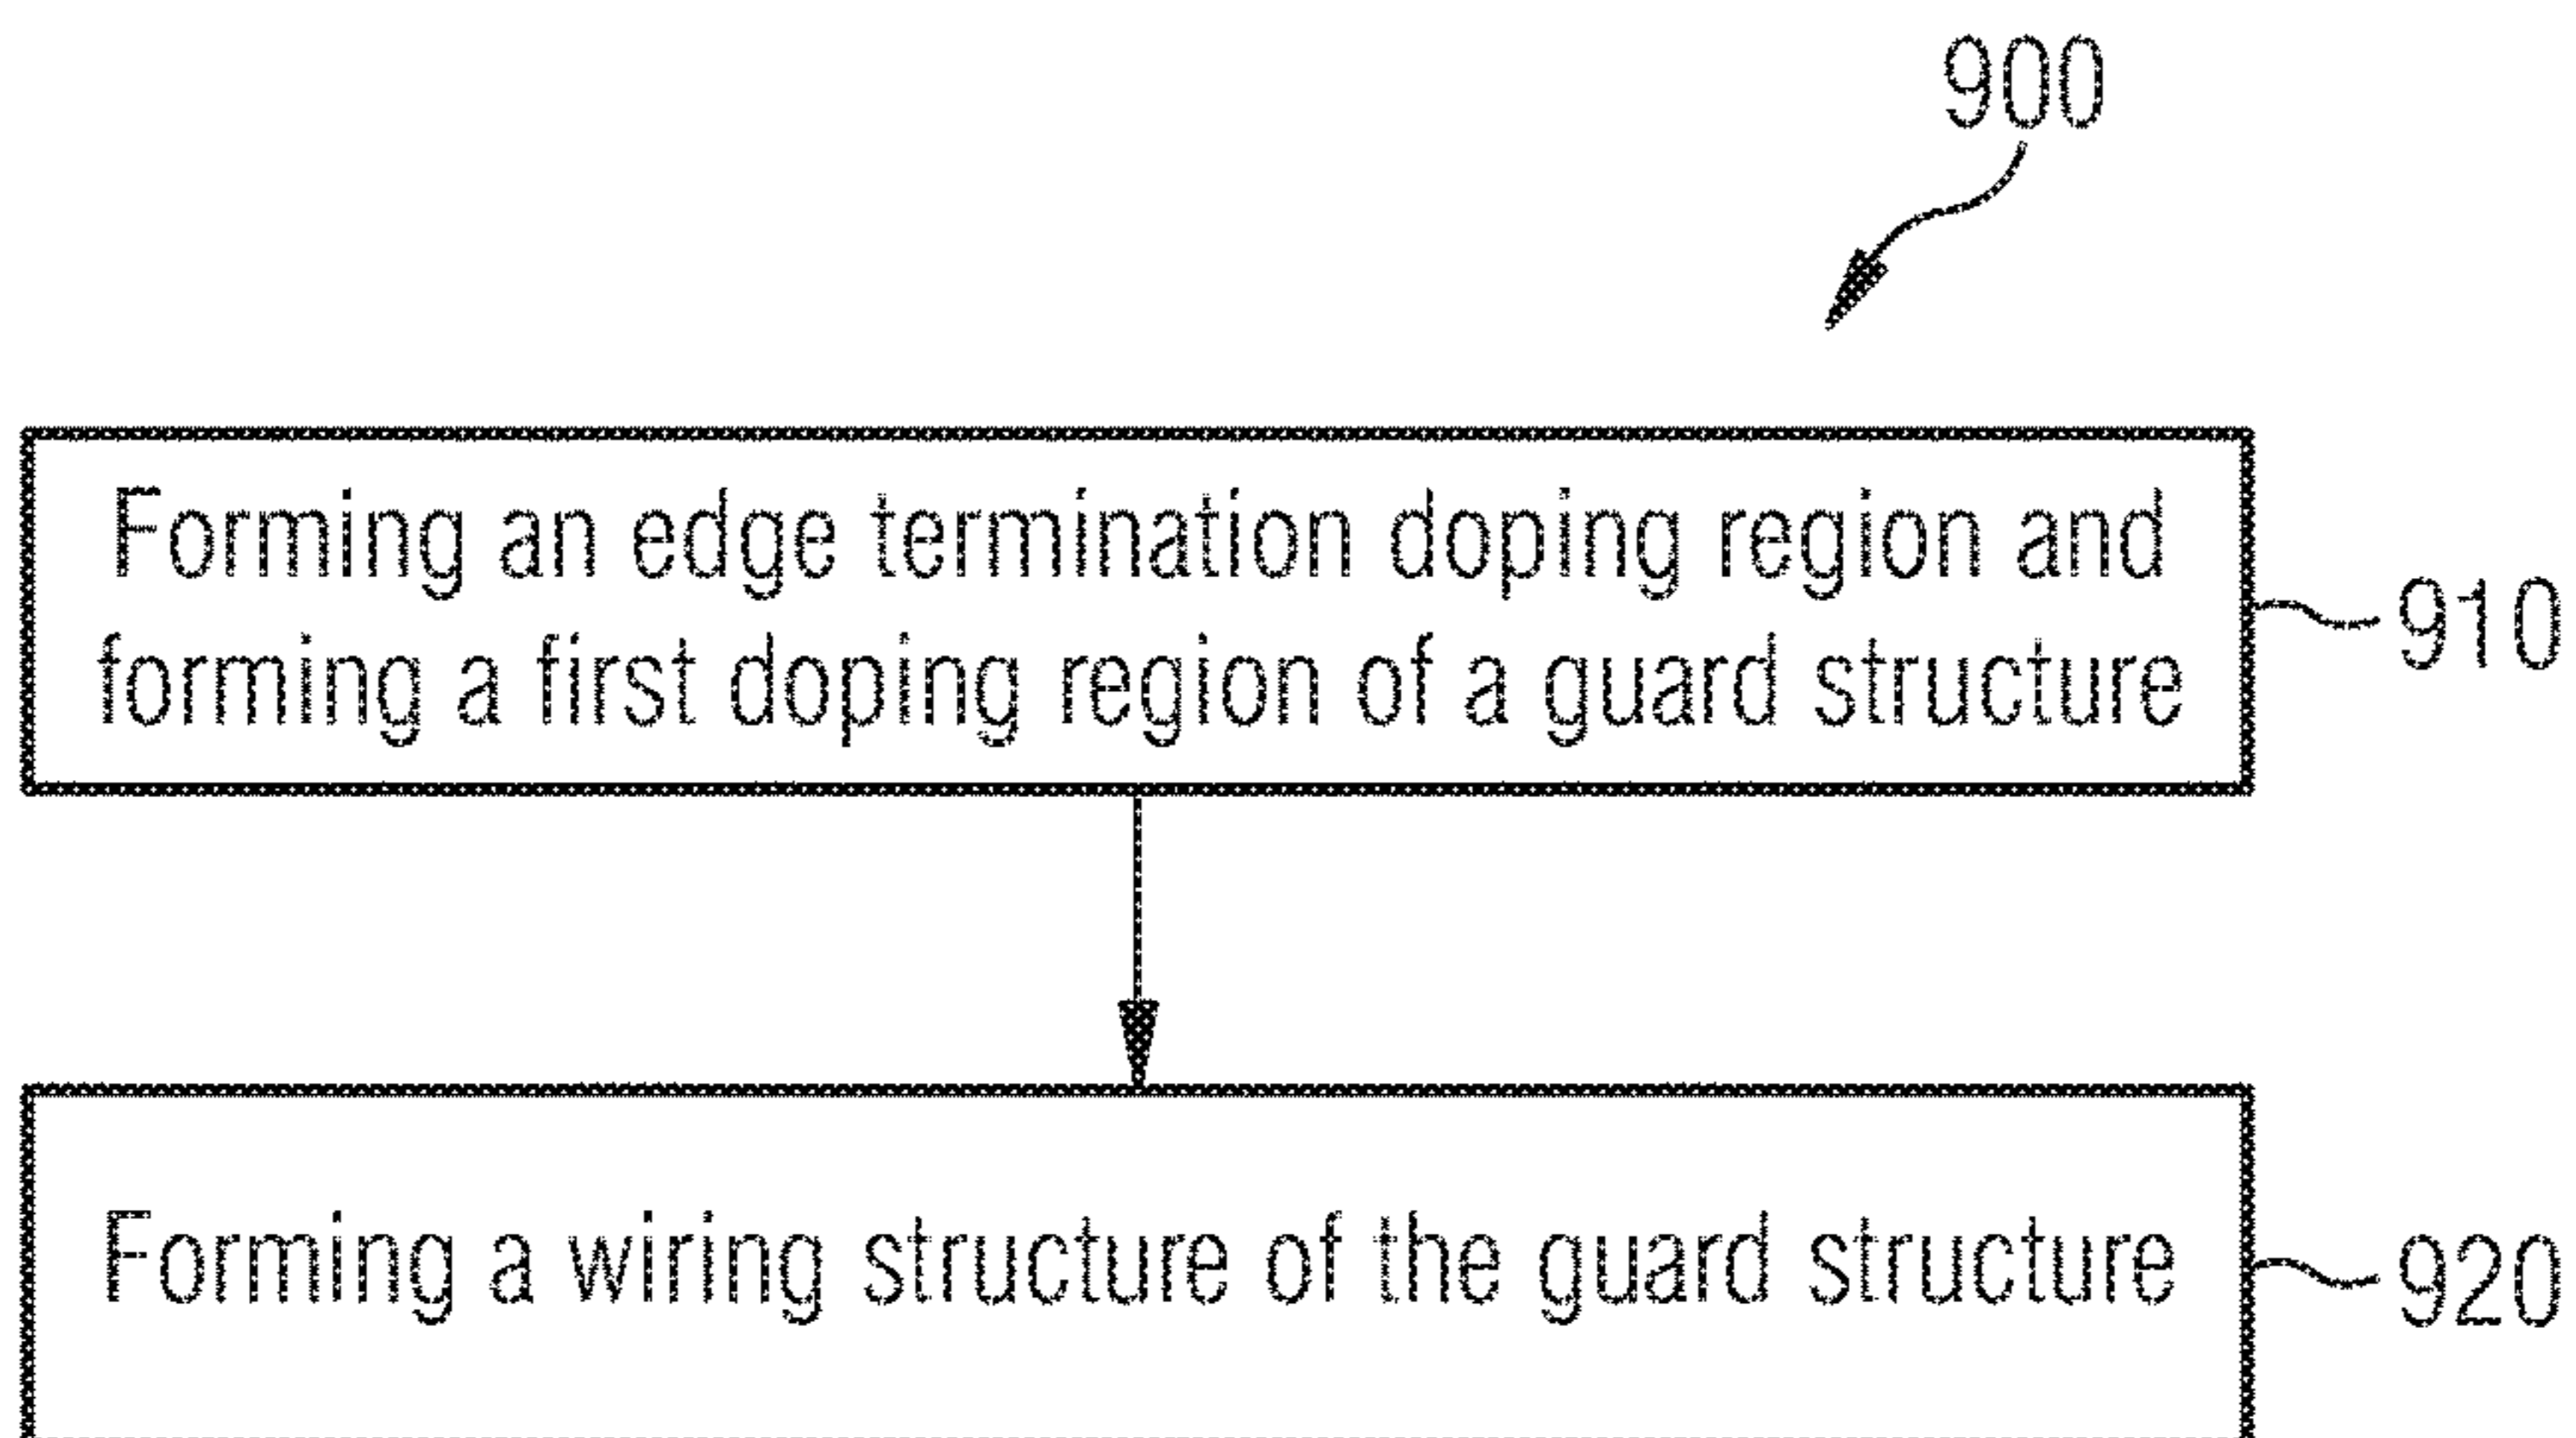 900
Forming an edge termination doping region and
forming a first doping region of a guard structure
910
Forming a wiring structure of the guard structure
920